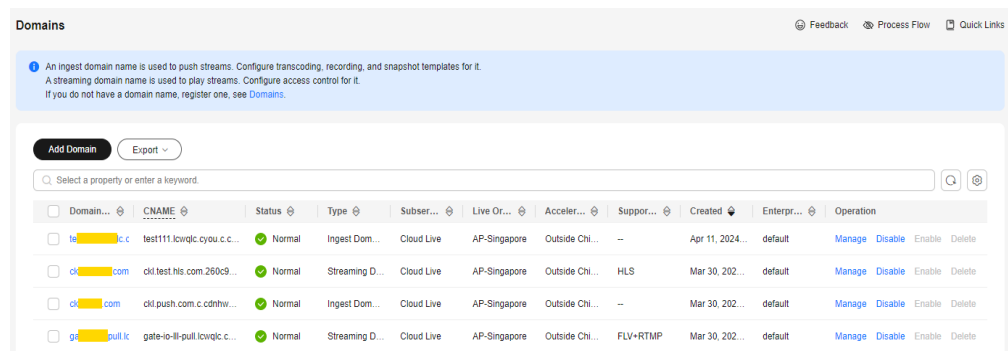 Domains
Feedback
Process Flow
Quick Links
An ingest domain name is used to push streams. Configure transcoding, recording, and snapshot templates for it.
A streaming domain name is used to play streams. Configure access control for it.
If you do not have a domain name, register one, see Domains.
Add Domain
Export
Select a property or enter a keyword.
Domain... CNAME Status Type Subser... Live Or... Acceler... Suppor... Created Enterpr... Operation
te lc.c test111.lcwqlc.cyou.c.c... Normal Ingest Dom... Cloud Live AP-Singapore Outside Chi... -- Apr 11, 2024... default Manage Disable Enable Delete
ckl com ckl.test.hls.com.260c9... Normal Streaming D... Cloud Live AP-Singapore Outside Chi... HLS Mar 30, 202... default Manage Disable Enable Delete
ck .com ckl.push.com.c.cdnhw... Normal Ingest Dom... Cloud Live AP-Singapore Outside Chi... -- Mar 30, 202... default Manage Disable Enable Delete
ga pull.lc gate-io-lll-pull.lcwqlc.c... Normal Streaming D... Cloud Live AP-Singapore Outside Chi... FLV+RTMP Mar 30, 202... default Manage Disable Enable Delete